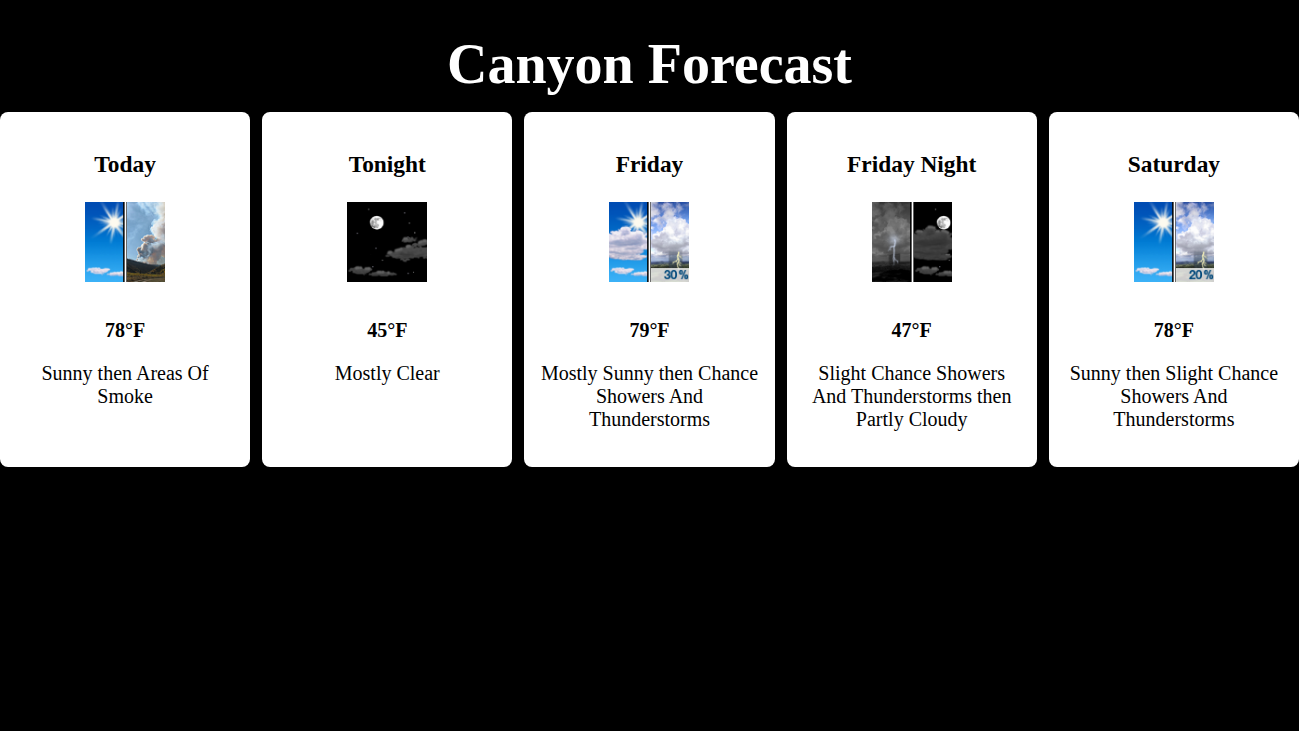 Canyon Forecast
Today
78°F
Sunny then Areas Of
Smoke
Tonight
45°F
Mostly Clear
Friday
30%
79°F
Mostly Sunny then Chance
Showers And
Thunderstorms
Friday Night
47°F
Slight Chance Showers
And Thunderstorms then
Partly Cloudy
Saturday
20%
78°F
Sunny then Slight Chance
Showers And
Thunderstorms